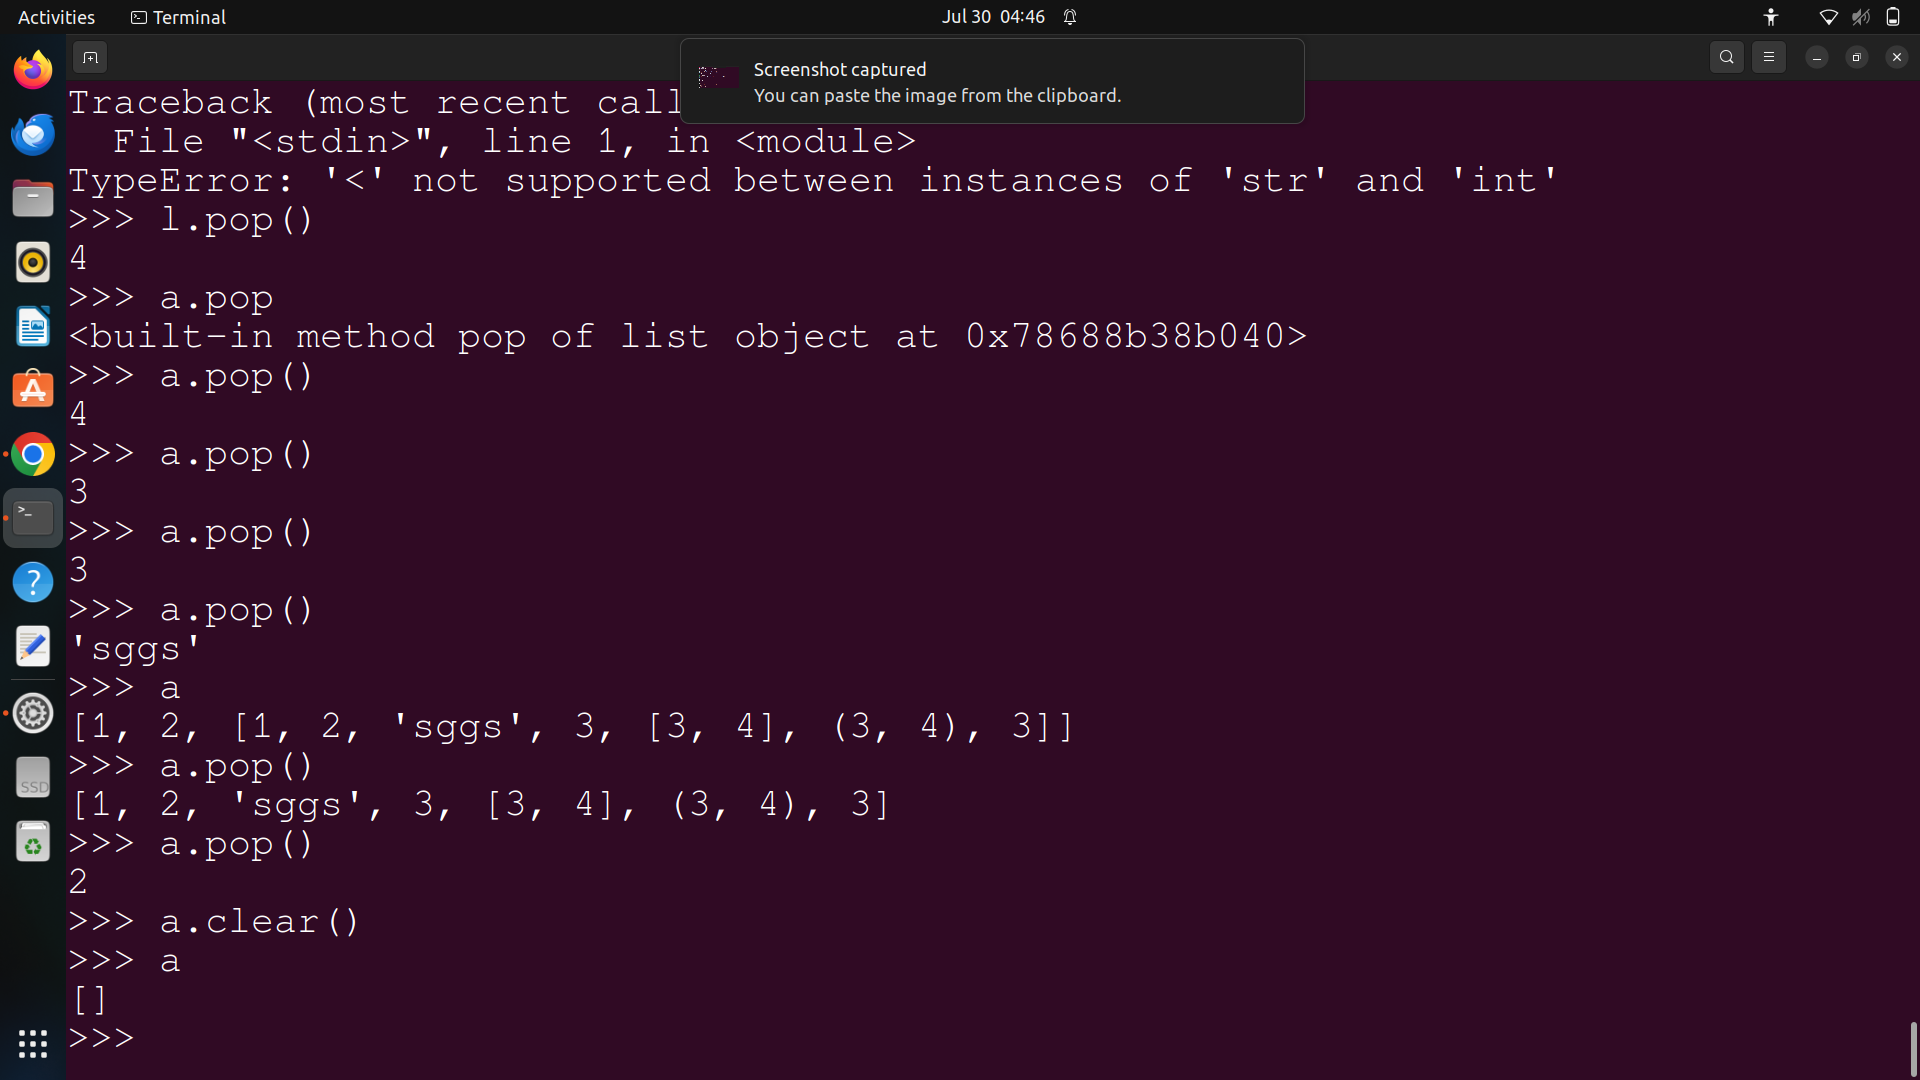 Activities
Terminal
Jul 30 04:46
Screenshot captured
You can paste the image from the clipboard.
Traceback (most recent call
  File "<stdin>", line 1, in <module>
TypeError: '<' not supported between instances of 'str' and 'int'
>>> l.pop()
4
>>> a.pop
<built-in method pop of list object at 0x78688b38b040>
>>> a.pop()
4
>>> a.pop()
3
>>> a.pop()
3
>>> a.pop()
'sggs'
>>> a
[1, 2, [1, 2, 'sggs', 3, [3, 4], (3, 4), 3]]
>>> a.pop()
[1, 2, 'sggs', 3, [3, 4], (3, 4), 3]
>>> a.pop()
2
>>> a.clear()
>>> a
[]
>>>
SSD